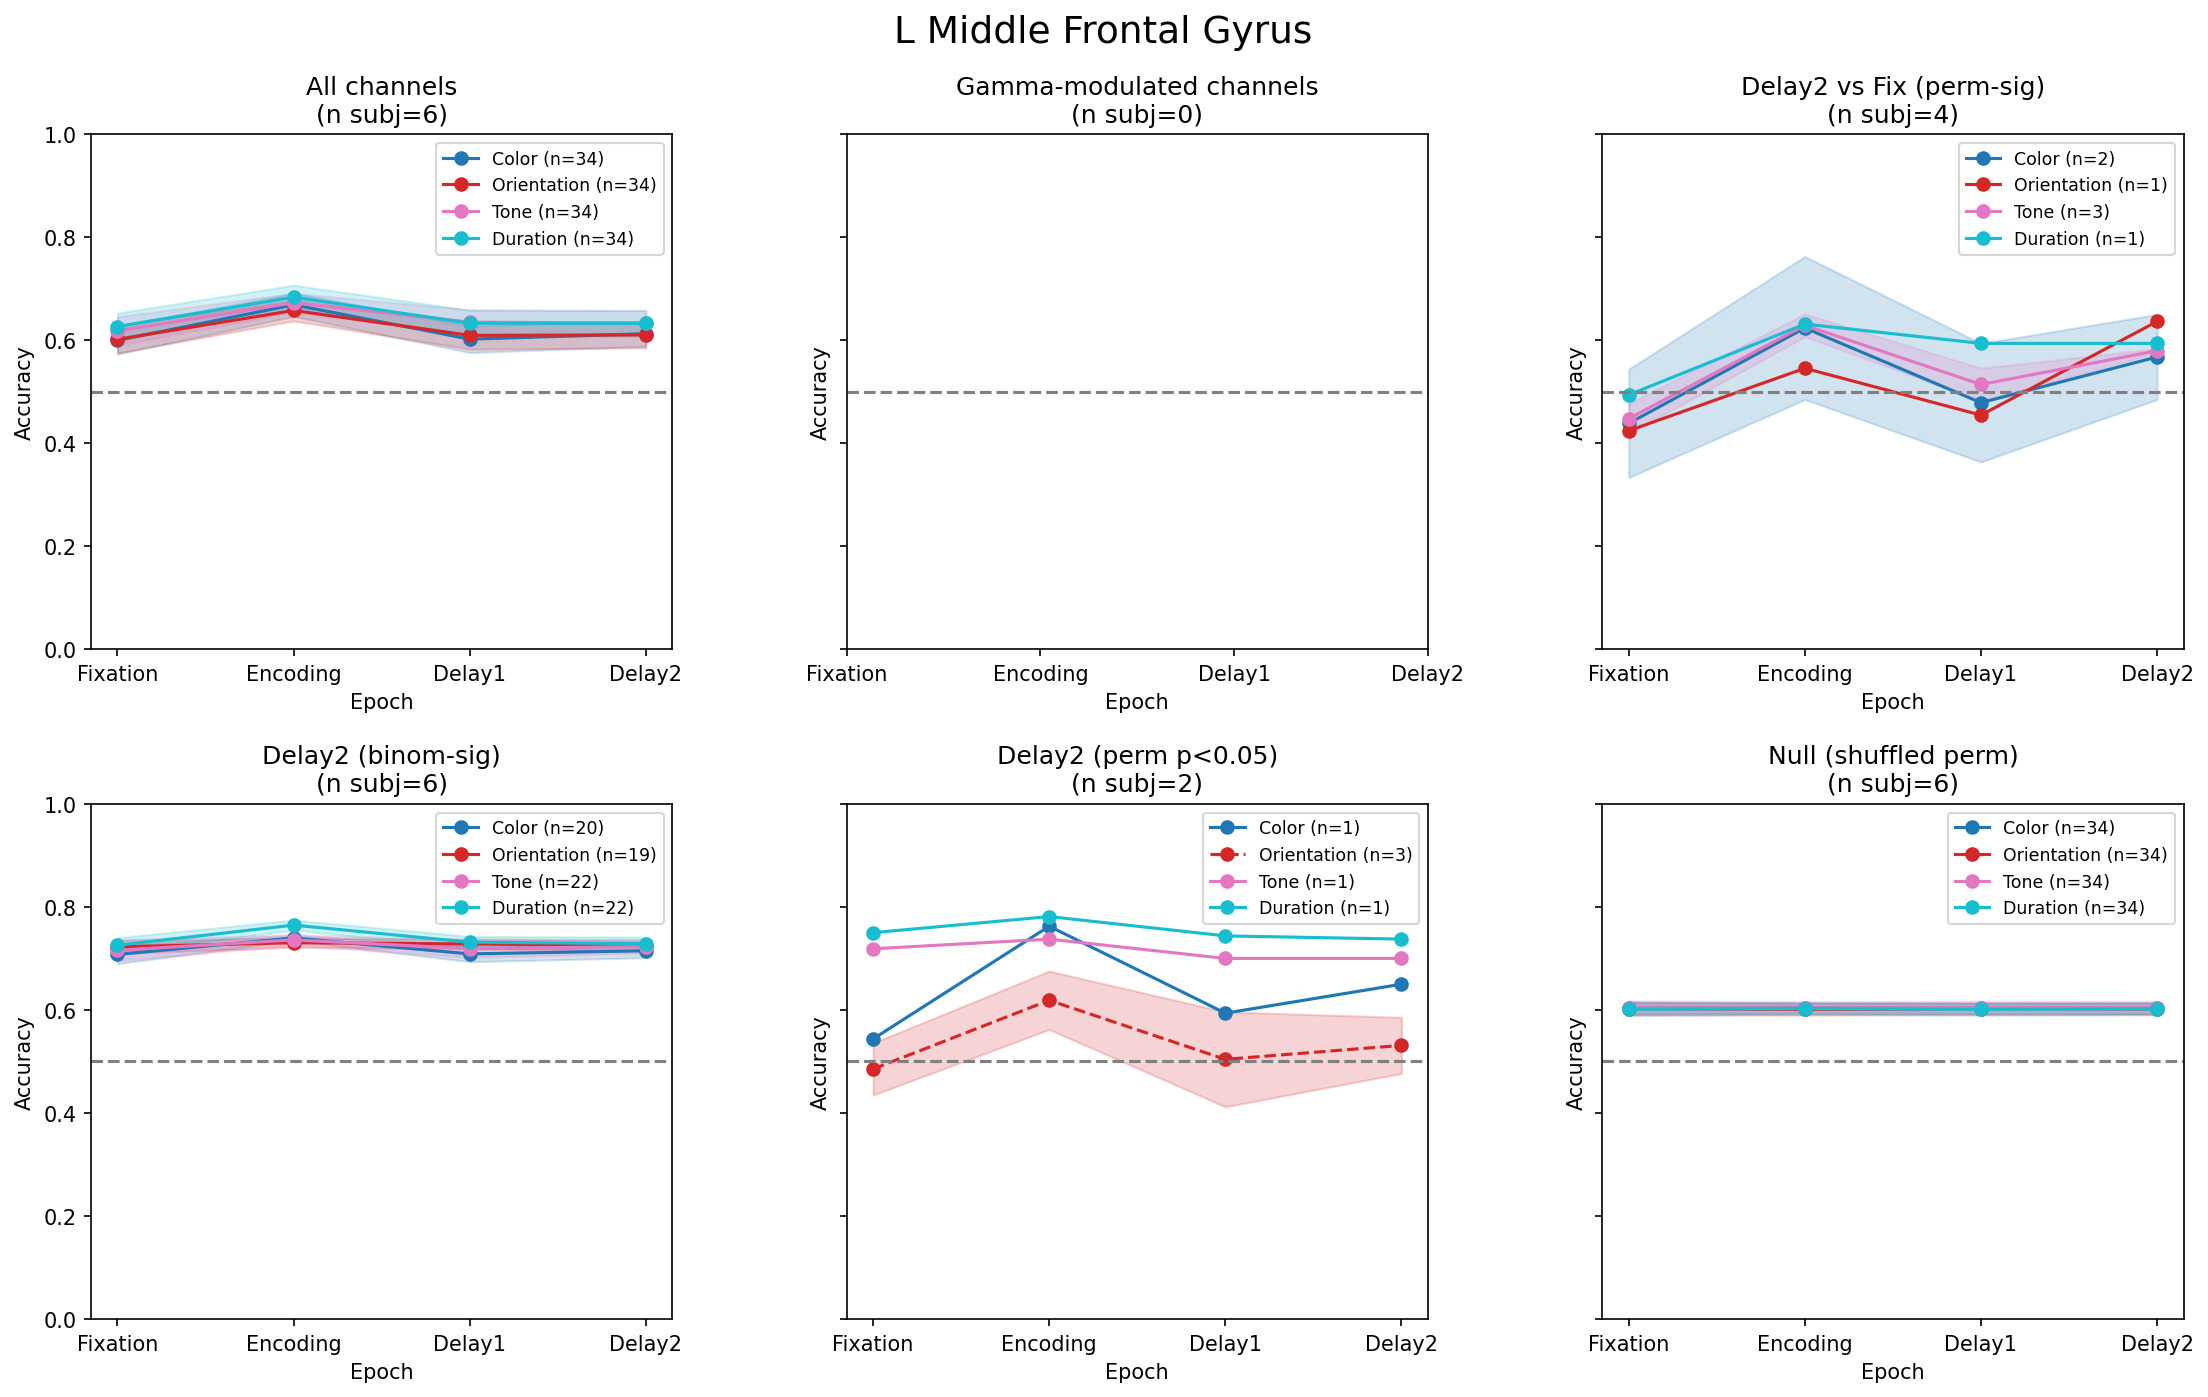 L Middle Frontal Gyrus
All channels
(n subj=6)
Accuracy
1.0
0.8
0.6
0.4
0.2
0.0
Color (n=34)
Orientation (n=34)
Tone (n=34)
Duration (n=34)
Fixation Encoding Delay1 Delay2
Epoch
Gamma-modulated channels
(n subj=0)
Accuracy
Fixation Encoding Delay1 Delay2
Epoch
Delay2 vs Fix (perm-sig)
(n subj=4)
Accuracy
Color (n=2)
Orientation (n=1)
Tone (n=3)
Duration (n=1)
Fixation Encoding Delay1 Delay2
Epoch
Delay2 (binom-sig)
(n subj=6)
Accuracy
1.0
0.8
0.6
0.4
0.2
0.0
Color (n=20)
Orientation (n=19)
Tone (n=22)
Duration (n=22)
Fixation Encoding Delay1 Delay2
Epoch
Delay2 (perm p<0.05)
(n subj=2)
Accuracy
Color (n=1)
Orientation (n=3)
Tone (n=1)
Duration (n=1)
Fixation Encoding Delay1 Delay2
Epoch
Null (shuffled perm)
(n subj=6)
Accuracy
Color (n=34)
Orientation (n=34)
Tone (n=34)
Duration (n=34)
Fixation Encoding Delay1 Delay2
Epoch